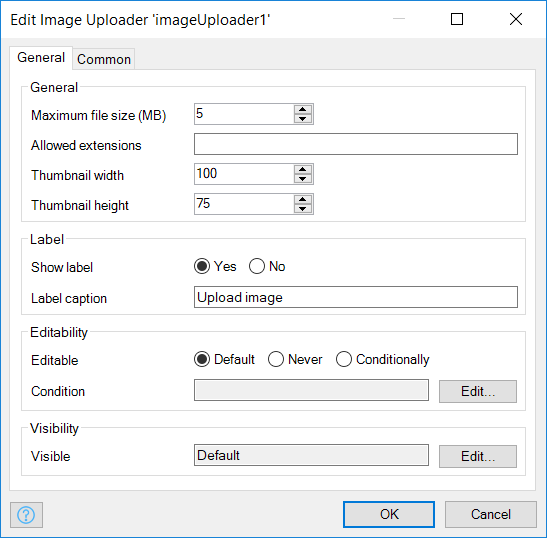 Edit Image Uploader 'imageUploader1'
General Common
General
Maximum file size (MB) 5
Allowed extensions
Thumbnail width 100
Thumbnail height 75
Label
Show label Yes No
Label caption Upload image
Editability
Editable Default Never Conditionally
Condition Edit...
Visibility
Visible Default Edit...
? OK Cancel